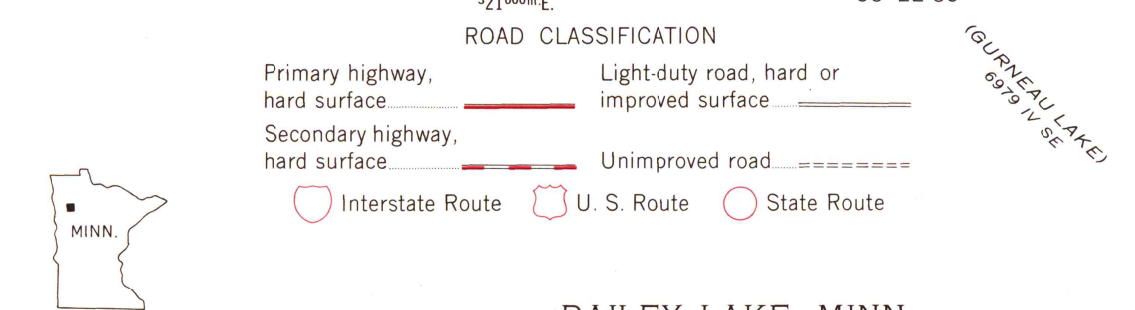 ³21⁰⁰⁰ᵐ·E.
ROAD CLASSIFICATION
Primary highway,
hard surface
Light-duty road, hard or
improved surface
Secondary highway,
hard surface
Unimproved road
Interstate Route
U. S. Route
State Route
(GURNEAU LAKE)
6979 IV SE
MINN.